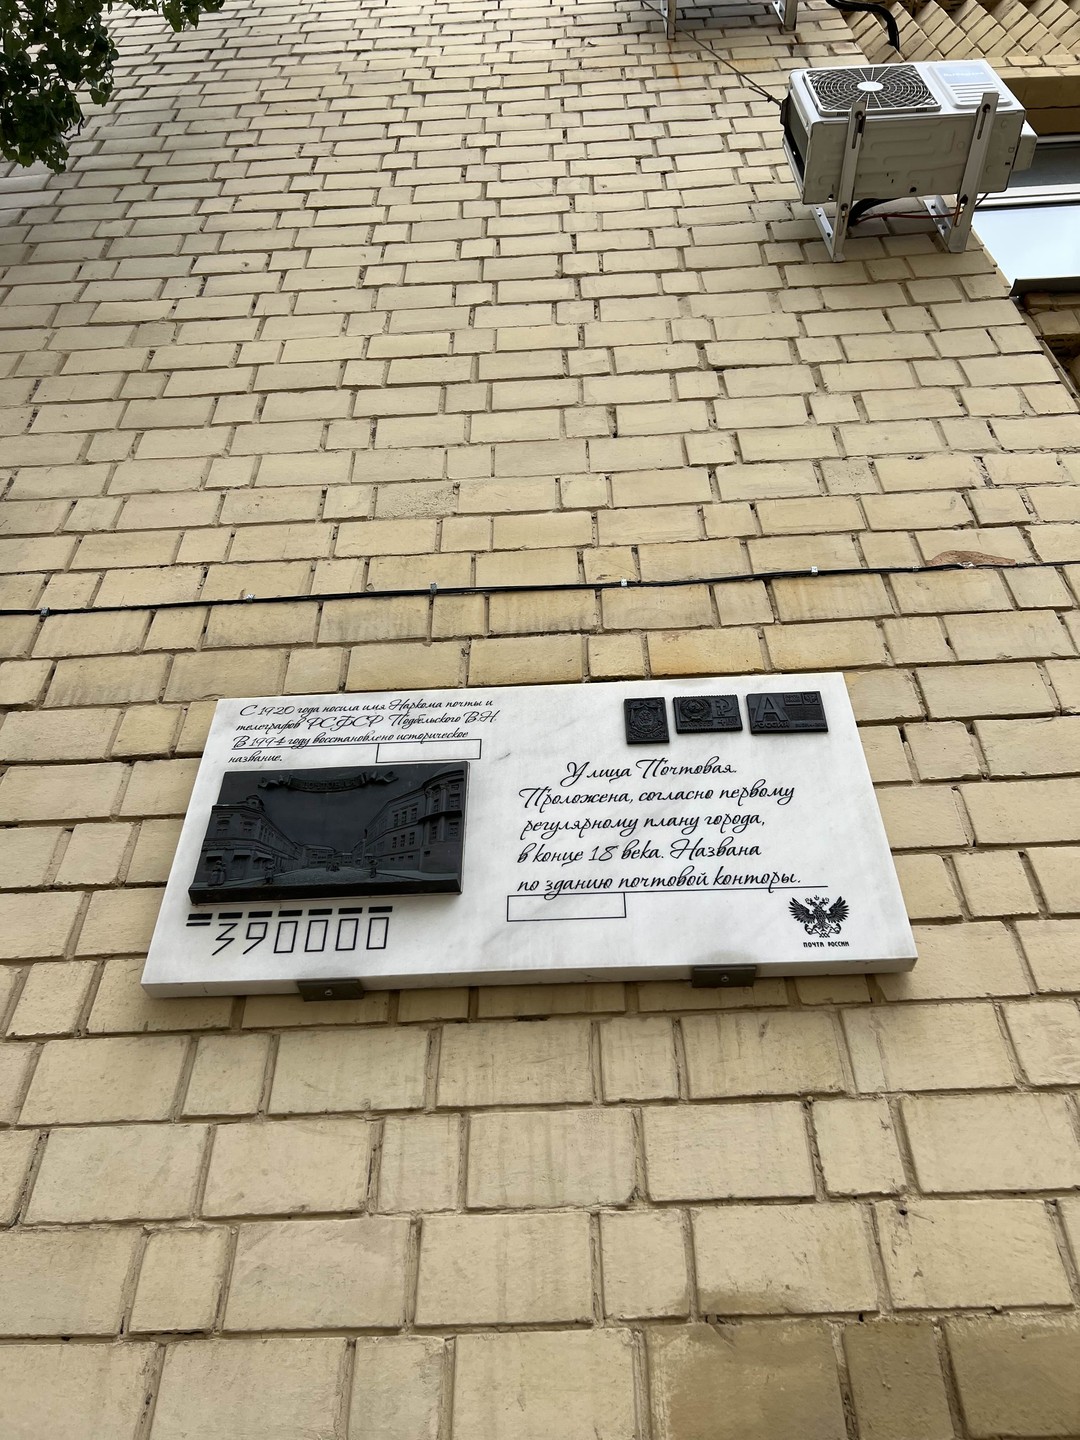 С 1920 года носила имя Наркома почты и
телеграфов РСФСР Подбельского В.Н.
В 1994 году восстановлено историческое
название.
Улица Почтовая.
Проложена, согласно первому
регулярному плану города,
в конце 18 века. Названа
по зданию почтовой конторы.
390000
ПОЧТА РОССИИ